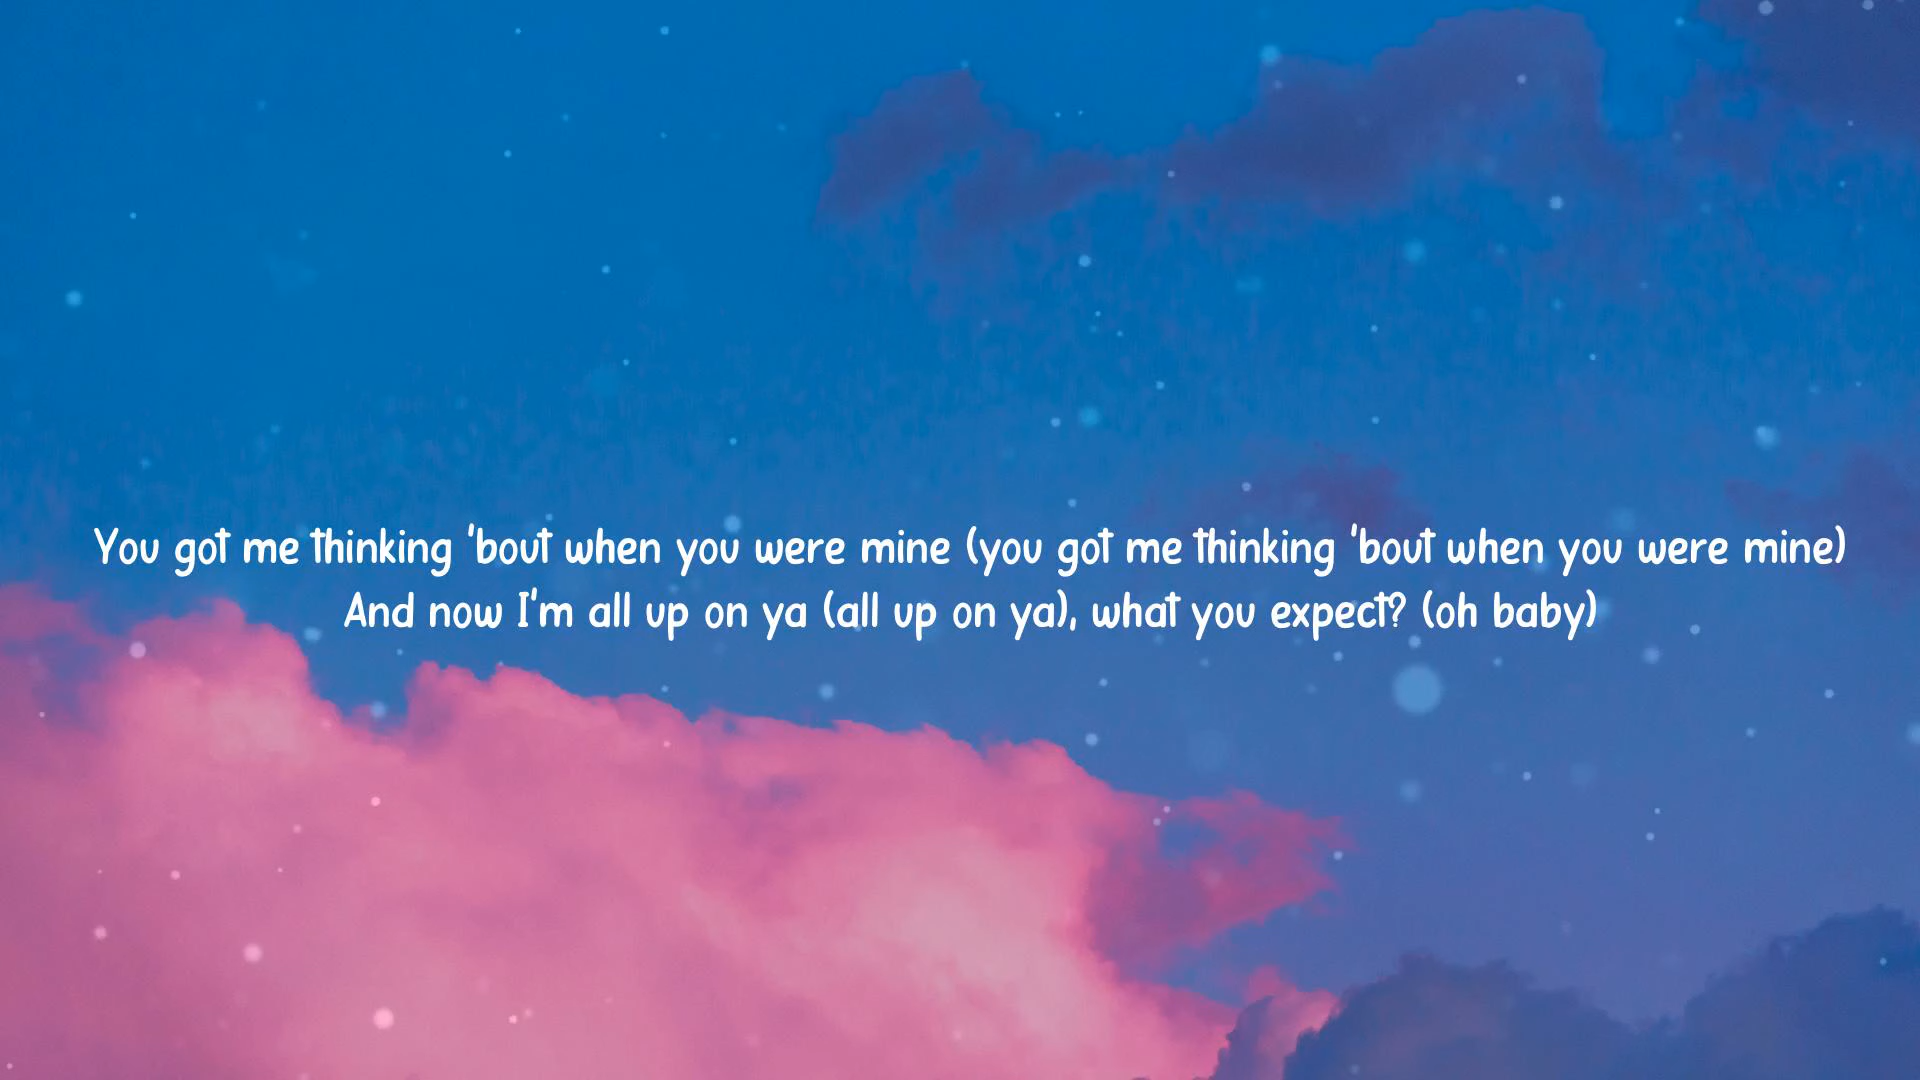 You got me thinking 'bout when you were mine (you got me thinking 'bout when you were mine)
And now I'm all up on ya (all up on ya), what you expect? (oh baby)